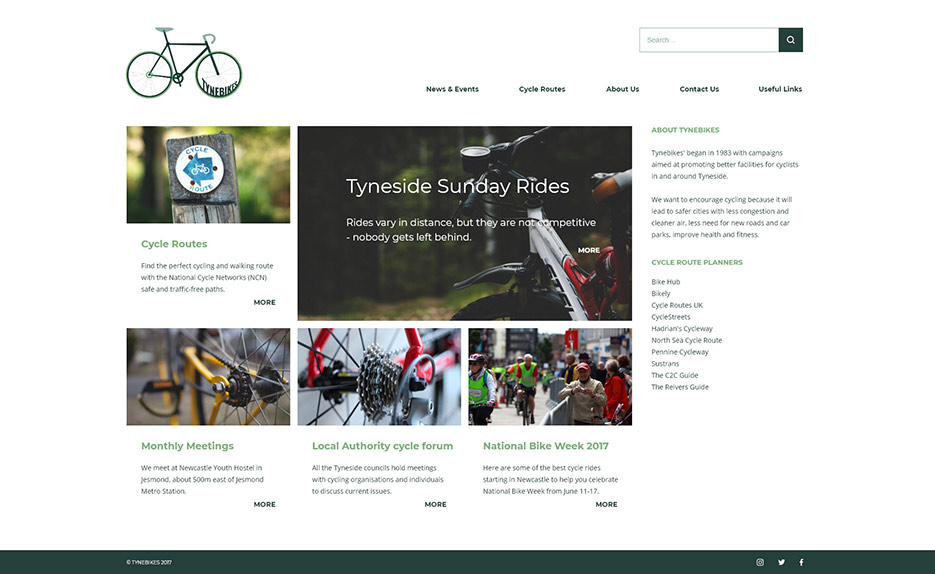 TYNEBIKES
Search ...
News & Events
Cycle Routes
About Us
Contact Us
Useful Links
CYCLE
ROUTE
Cycle Routes
Find the perfect cycling and walking route
with the National Cycle Networks (NCN)
safe and traffic-free paths.
MORE
Tyneside Sunday Rides
Rides vary in distance, but they are not competitive
- nobody gets left behind.
MORE
Monthly Meetings
We meet at Newcastle Youth Hostel in
Jesmond, about 500m east of Jesmond
Metro Station.
MORE
Local Authority cycle forum
All the Tyneside councils hold meetings
with cycling organisations and individuals
to discuss current issues.
MORE
National Bike Week 2017
Here are some of the best cycle rides
starting in Newcastle to help you celebrate
National Bike Week from June 11-17.
MORE
ABOUT TYNEBIKES
Tynebikes' began in 1983 with campaigns
aimed at promoting better facilities for cyclists
in and around Tyneside.
We want to encourage cycling because it will
lead to safer cities with less congestion and
cleaner air, less need for new roads and car
parks, improve health and fitness.
CYCLE ROUTE PLANNERS
Bike Hub
Bikely
Cycle Routes UK
CycleStreets
Hadrian's Cycleway
North Sea Cycle Route
Pennine Cycleway
Sustrans
The C2C Guide
The Reivers Guide
© TYNEBIKES 2017